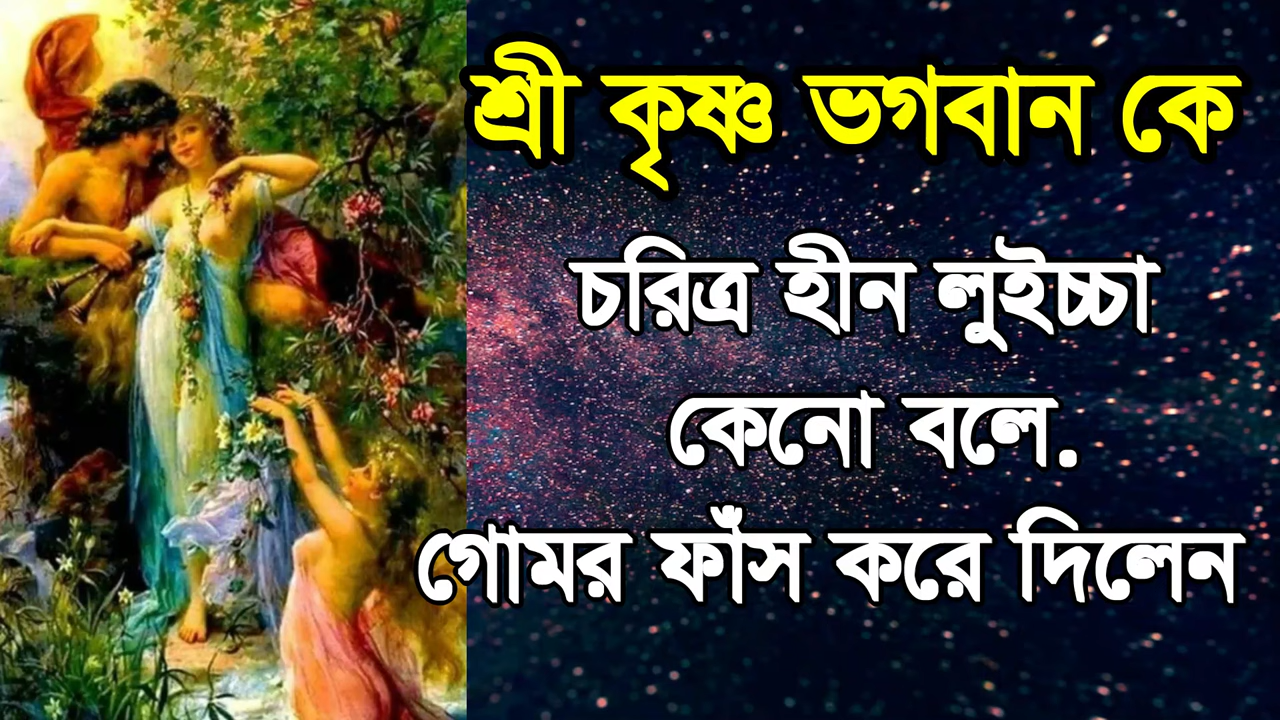 শ্রী কৃষ্ণ ভগবান কে
চরিত্র হীন লুইচ্চা
কেনো বলে.
গোমর ফাঁস করে দিলেন